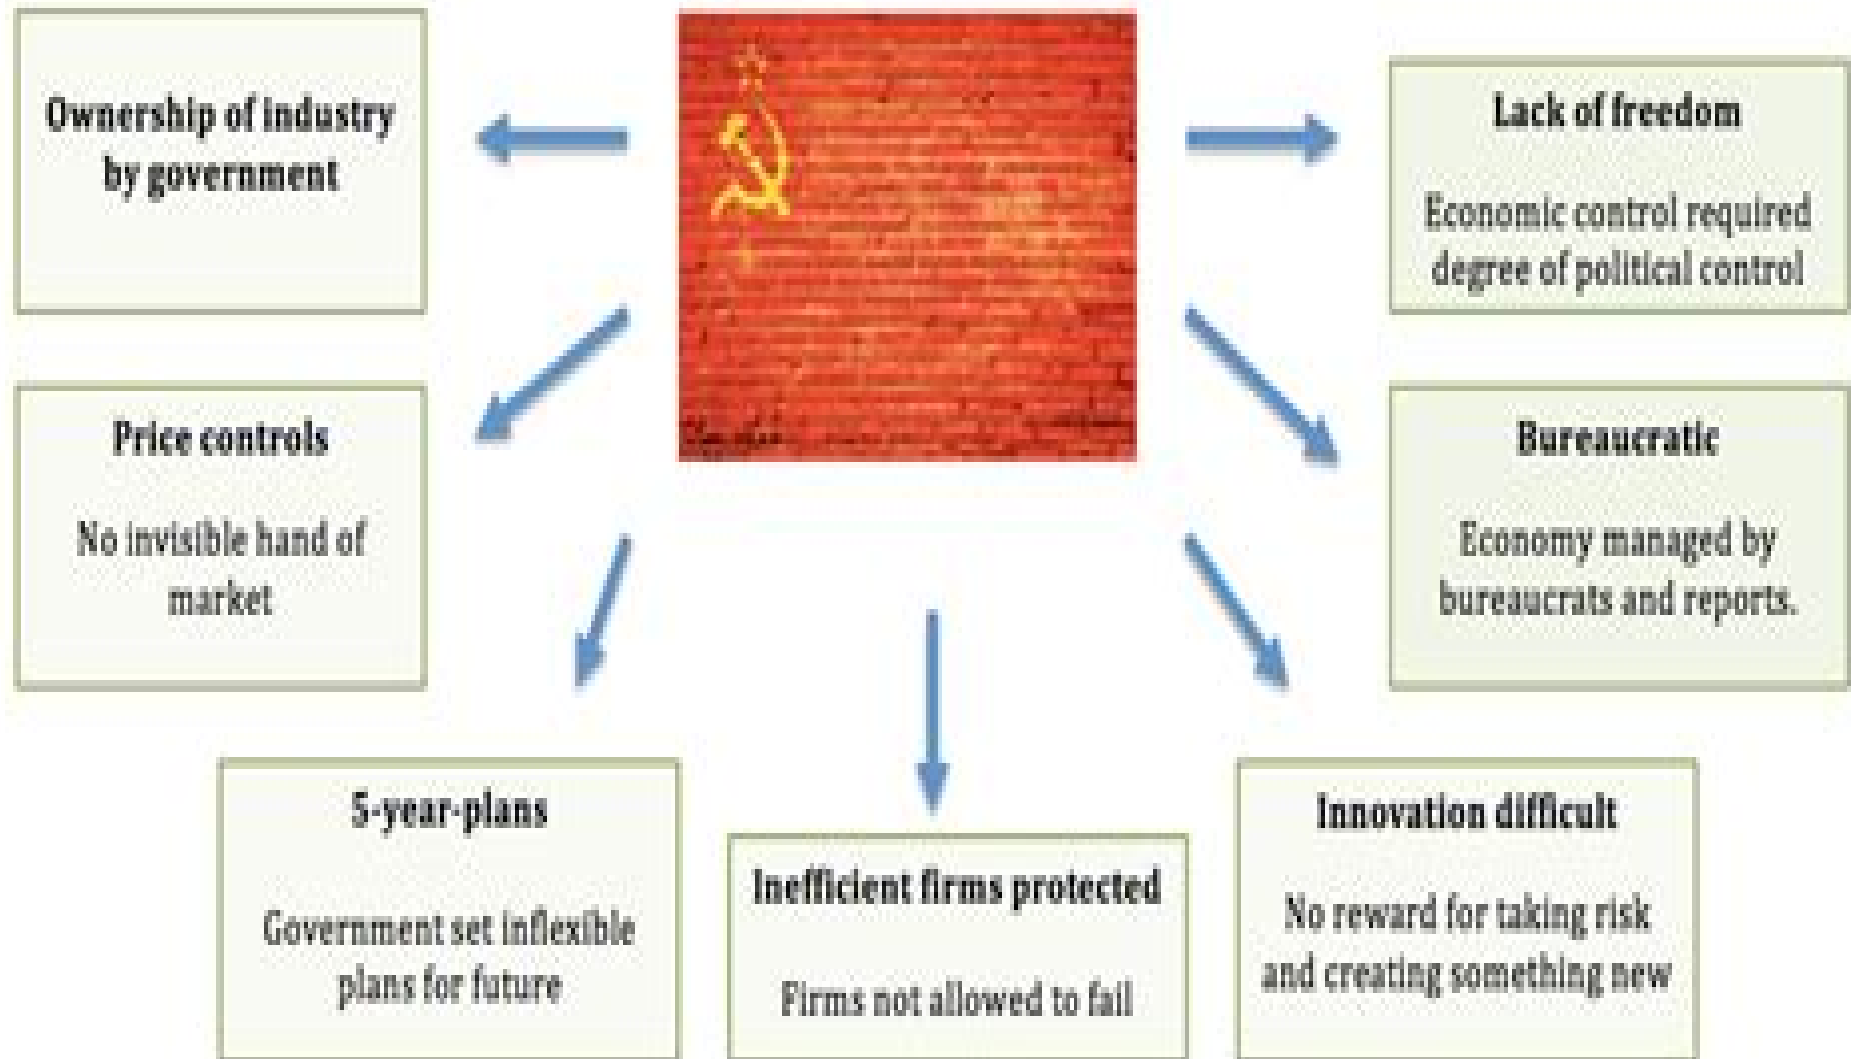 Ownership of industry
by government
Lack of freedom
Economic control required
degree of political control
Price controls
No invisible hand of
market
Bureaucratic
Economy managed by
bureaucrats and reports.
5-year-plans
Government set inflexible
plans for future
Inefficient firms protected
Firms not allowed to fail
Innovation difficult
No reward for taking risk
and creating something new